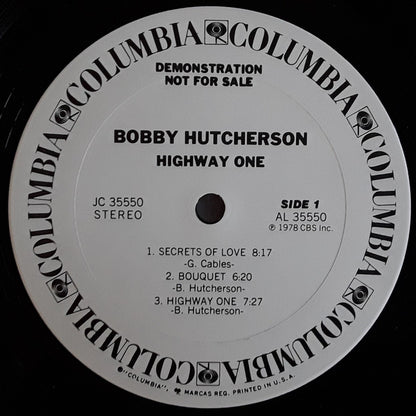 COLUMBIA COLUMBIA COLUMBIA COLUMBIA COLUMBIA COLUMBIA
DEMONSTRATION
NOT FOR SALE
BOBBY HUTCHERSON
HIGHWAY ONE
JC 35550
STEREO
SIDE 1
AL 35550
℗ 1978 CBS Inc.
1. SECRETS OF LOVE 8:17
-G. Cables-
2. BOUQUET 6:20
-B. Hutcherson-
3. HIGHWAY ONE 7:27
-B. Hutcherson-
®"COLUMBIA", MARCAS REG. PRINTED IN U.S.A.